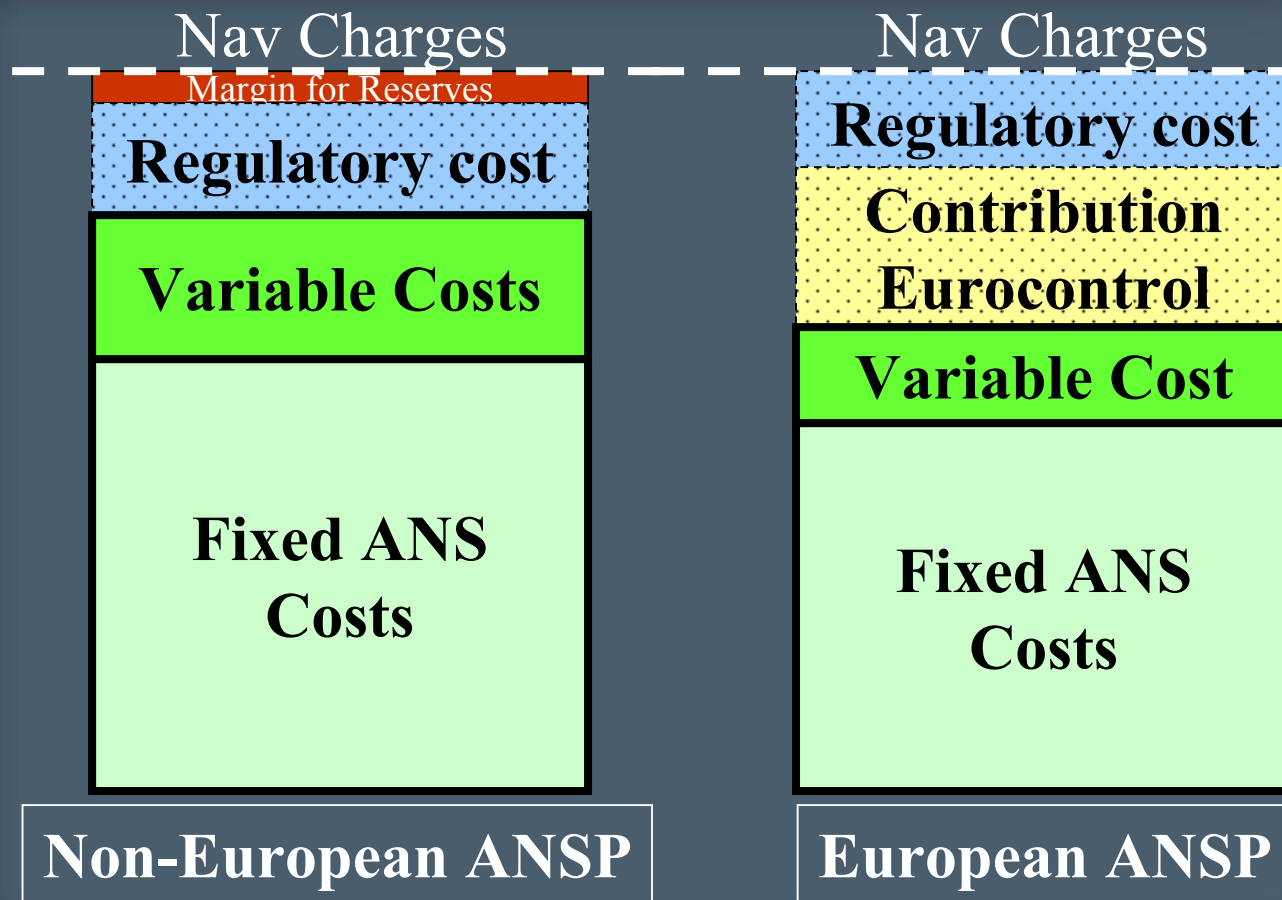 Nav Charges
Margin for Reserves
Regulatory cost
Variable Costs
Fixed ANS
Costs
Non-European ANSP
Nav Charges
Regulatory cost
Contribution
Eurocontrol
Variable Cost
Fixed ANS
Costs
European ANSP